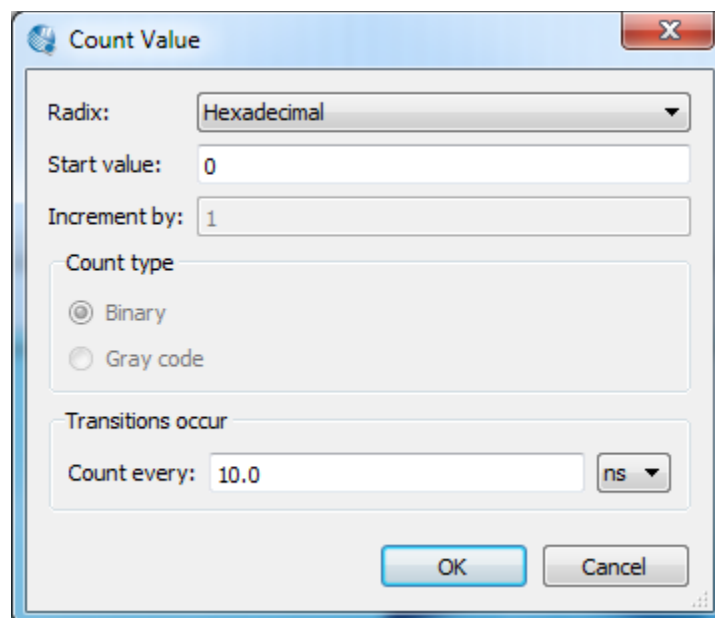 Count Value
Radix: Hexadecimal
Start value: 0
Increment by: 1
Count type
Binary
Gray code
Transitions occur
Count every: 10.0 ns
OK Cancel